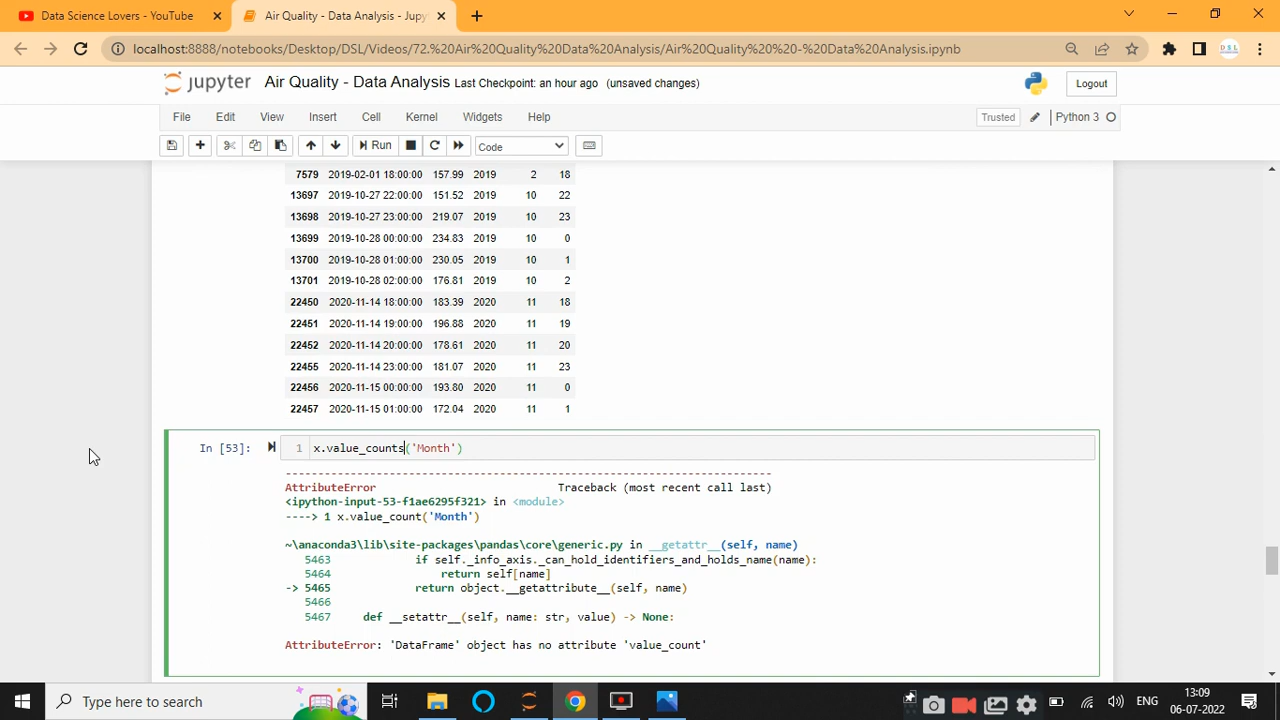 Data Science Lovers - YouTube
Air Quality - Data Analysis - Jupy
localhost:8888/notebooks/Desktop/DSL/Videos/72.%20Air%20Quality%20Data%20Analysis/Air%20Quality%20%20-%20Data%20Analysis.ipynb
jupyter Air Quality - Data Analysis Last Checkpoint: an hour ago (unsaved changes)
Logout
File Edit View Insert Cell Kernel Widgets Help
Trusted Python 3
Run Code
7579 2019-02-01 18:00:00 157.99 2019 2 18
13697 2019-10-27 22:00:00 151.52 2019 10 22
13698 2019-10-27 23:00:00 219.07 2019 10 23
13699 2019-10-28 00:00:00 234.83 2019 10 0
13700 2019-10-28 01:00:00 230.05 2019 10 1
13701 2019-10-28 02:00:00 176.81 2019 10 2
22450 2020-11-14 18:00:00 183.39 2020 11 18
22451 2020-11-14 19:00:00 196.88 2020 11 19
22452 2020-11-14 20:00:00 178.61 2020 11 20
22455 2020-11-14 23:00:00 181.07 2020 11 23
22456 2020-11-15 00:00:00 193.80 2020 11 0
22457 2020-11-15 01:00:00 172.04 2020 11 1
In [53]: 1 x.value_counts('Month')
---------------------------------------------------------------------------
AttributeError Traceback (most recent call last)
<ipython-input-53-f1ae6295f321> in <module>
----> 1 x.value_count('Month')
~\anaconda3\lib\site-packages\pandas\core\generic.py in __getattr__(self, name)
5463 if self._info_axis._can_hold_identifiers_and_holds_name(name):
5464 return self[name]
-> 5465 return object.__getattribute__(self, name)
5466
5467 def __setattr__(self, name: str, value) -> None:
AttributeError: 'DataFrame' object has no attribute 'value_count'
Type here to search
ENG
13:09
06-07-2022